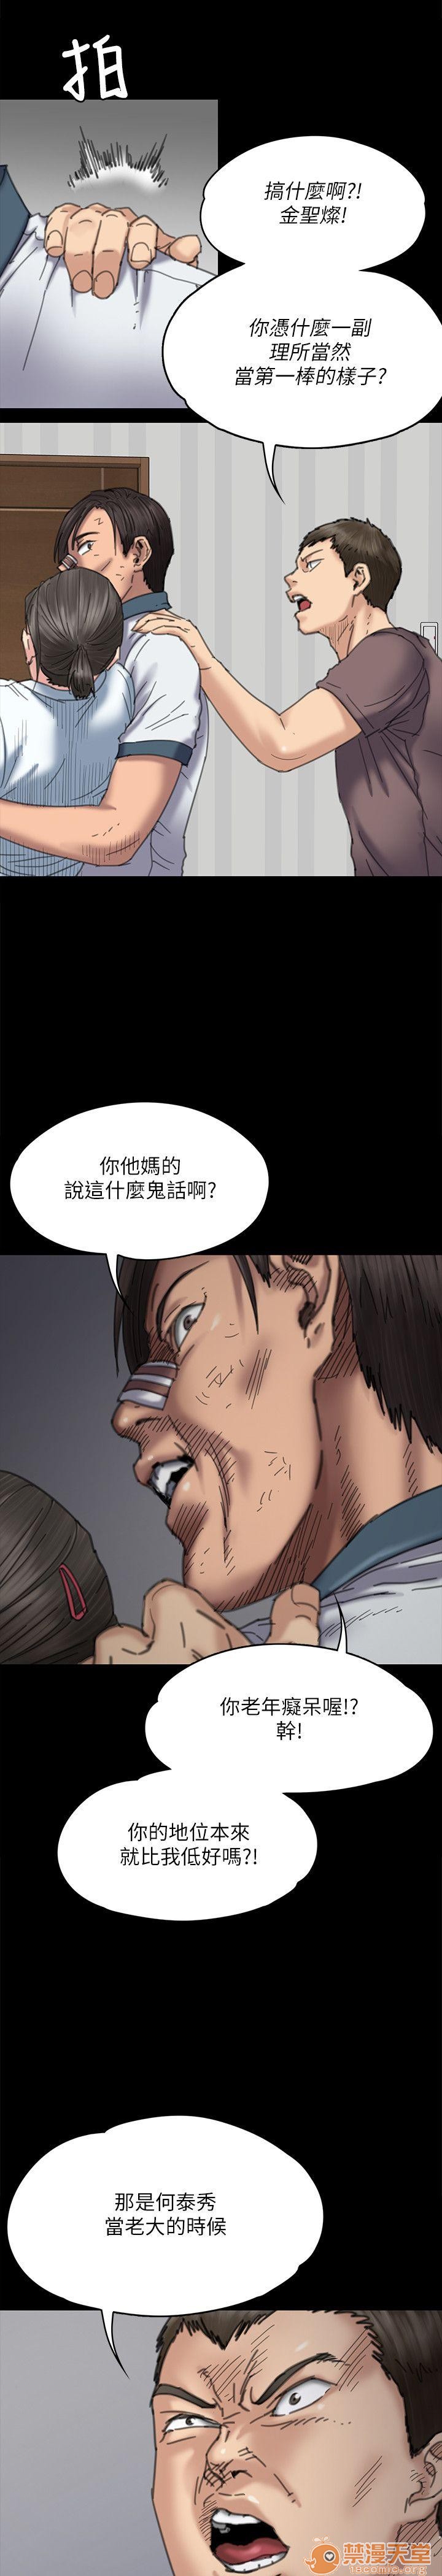 拍
搞什麼啊?!
金聖燦!
你憑什麼一副
理所當然
當第一棒的樣子?
你他媽的
說這什麼鬼話啊?
你老年癡呆喔!?
幹!
你的地位本來
就比我低好嗎?!
那是何泰秀
當老大的時候
禁漫天堂
18comic.org